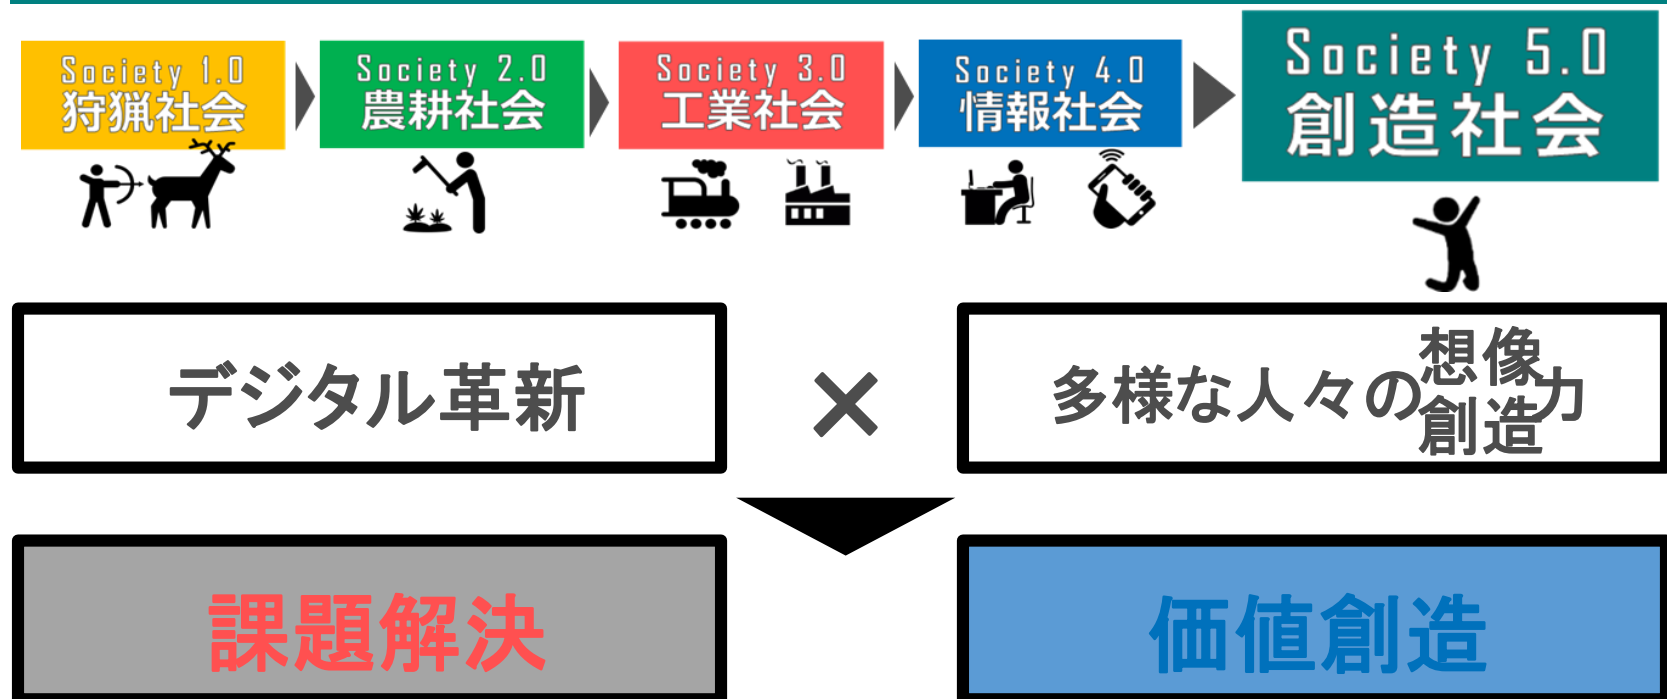 Society 1.0
狩猟社会
Society 2.0
農耕社会
Society 3.0
工業社会
Society 4.0
情報社会
Society 5.0
創造社会
デジタル革新
×
多様な人々の想像創造力
課題解決
価値創造